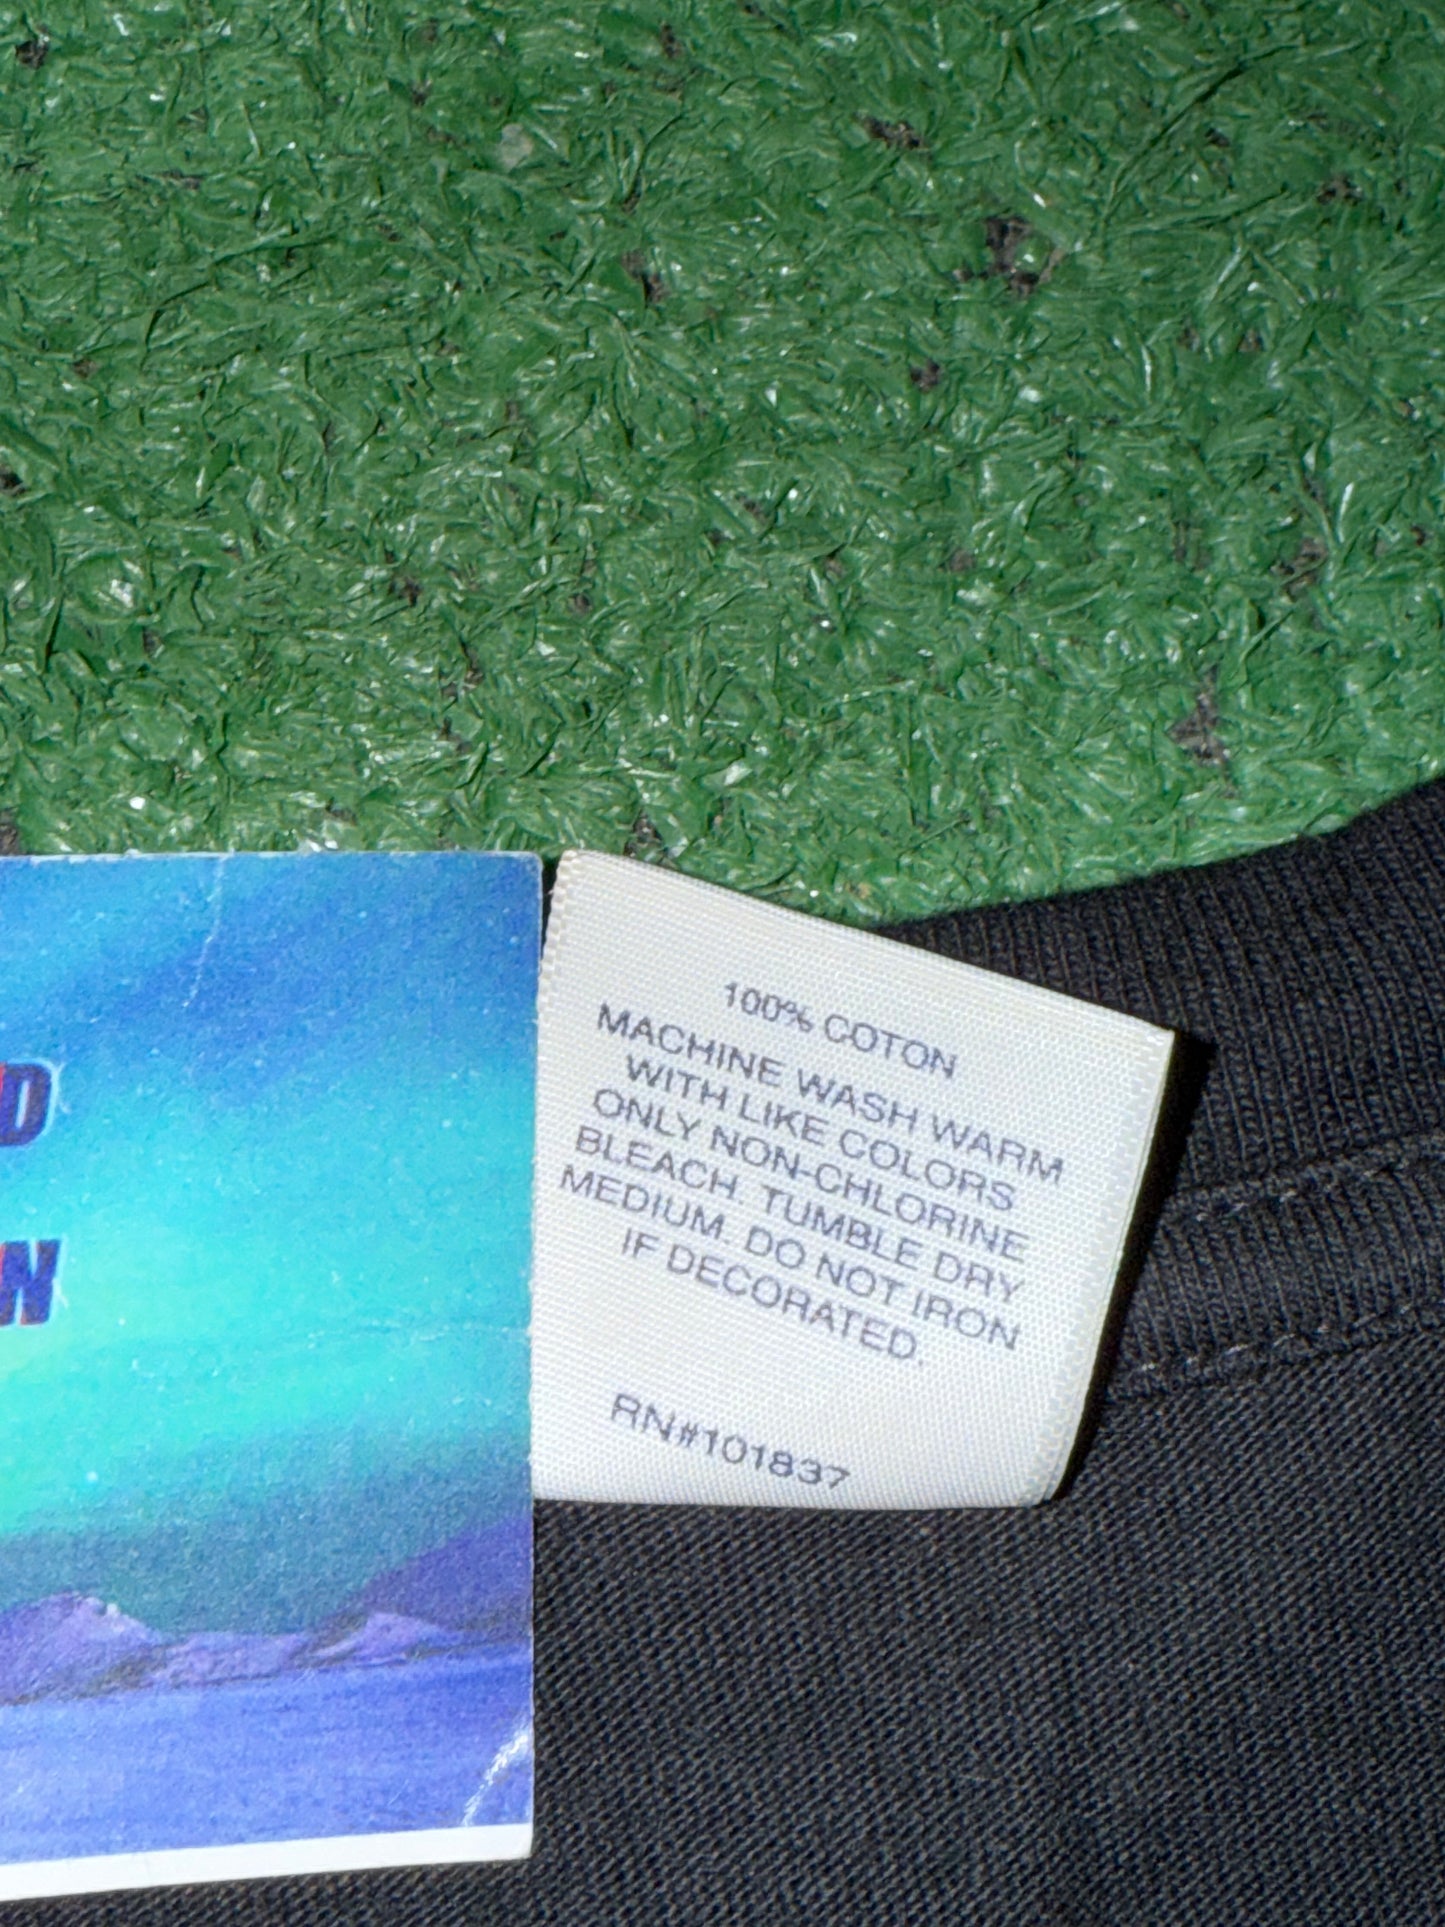 D
N
100% COTON
MACHINE WASH WARM
WITH LIKE COLORS
ONLY NON-CHLORINE
BLEACH. TUMBLE DRY
MEDIUM. DO NOT IRON
IF DECORATED.
RN#101837